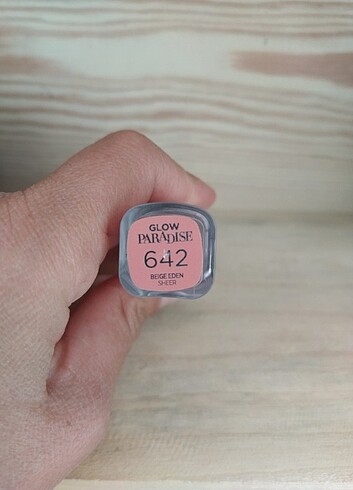 GLOW
PARADISE
642
BEIGE EDEN
SHEER